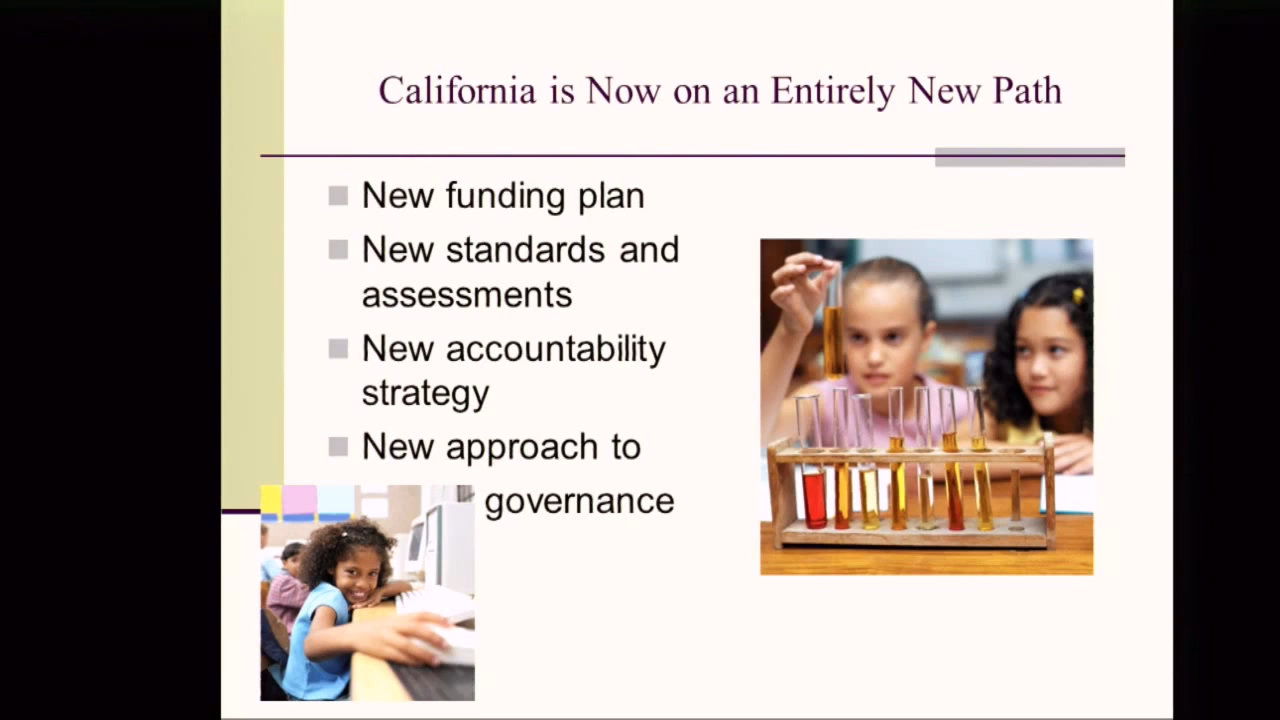 California is Now on an Entirely New Path
New funding plan
New standards and
assessments
New accountability
strategy
New approach to
governance